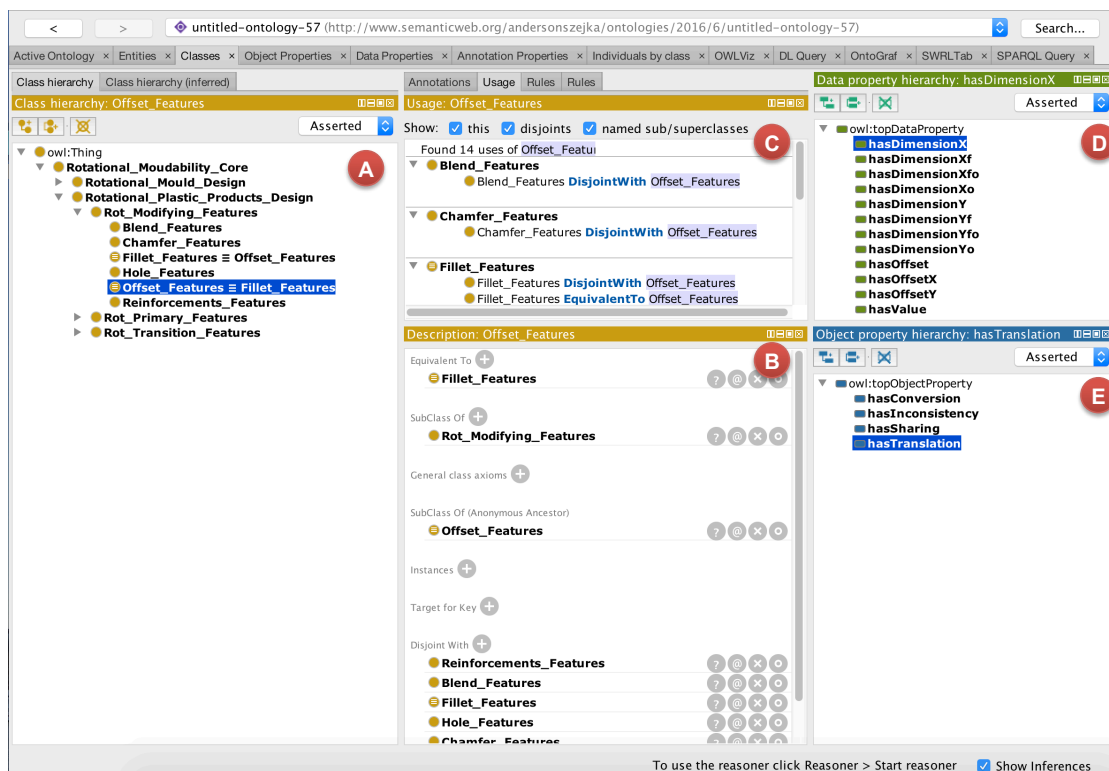 < > untitled-ontology-57 (http://www.semanticweb.org/andersonszejka/ontologies/2016/6/untitled-ontology-57) Search...
Active Ontology × Entities × Classes × Object Properties × Data Properties × Annotation Properties × Individuals by class × OWLViz × DL Query × OntoGraf × SWRLTab × SPARQL Query ×
Class hierarchy Class hierarchy (inferred)
Class hierarchy: Offset_Features
Asserted
A
owl:Thing
Rotational_Moudability_Core
Rotational_Mould_Design
Rotational_Plastic_Products_Design
Rot_Modifying_Features
Blend_Features
Chamfer_Features
Fillet_Features ≡ Offset_Features
Hole_Features
Offset_Features ≡ Fillet_Features
Reinforcements_Features
Rot_Primary_Features
Rot_Transition_Features
Annotations Usage Rules Rules
Usage: Offset_Features
Show: this disjoints named sub/superclasses
C
Found 14 uses of Offset_Featu
Blend_Features
Blend_Features DisjointWith Offset_Features
Chamfer_Features
Chamfer_Features DisjointWith Offset_Features
Fillet_Features
Fillet_Features DisjointWith Offset_Features
Fillet_Features EquivalentTo Offset_Features
Description: Offset_Features
B
Equivalent To
Fillet_Features
SubClass Of
Rot_Modifying_Features
General class axioms
SubClass Of (Anonymous Ancestor)
Offset_Features
Instances
Target for Key
Disjoint With
Reinforcements_Features
Blend_Features
Fillet_Features
Hole_Features
Chamfer_Features
Data property hierarchy: hasDimensionX
Asserted
D
owl:topDataProperty
hasDimensionX
hasDimensionXf
hasDimensionXfo
hasDimensionXo
hasDimensionY
hasDimensionYf
hasDimensionYfo
hasDimensionYo
hasOffset
hasOffsetX
hasOffsetY
hasValue
Object property hierarchy: hasTranslation
Asserted
E
owl:topObjectProperty
hasConversion
hasInconsistency
hasSharing
hasTranslation
To use the reasoner click Reasoner > Start reasoner Show Inferences